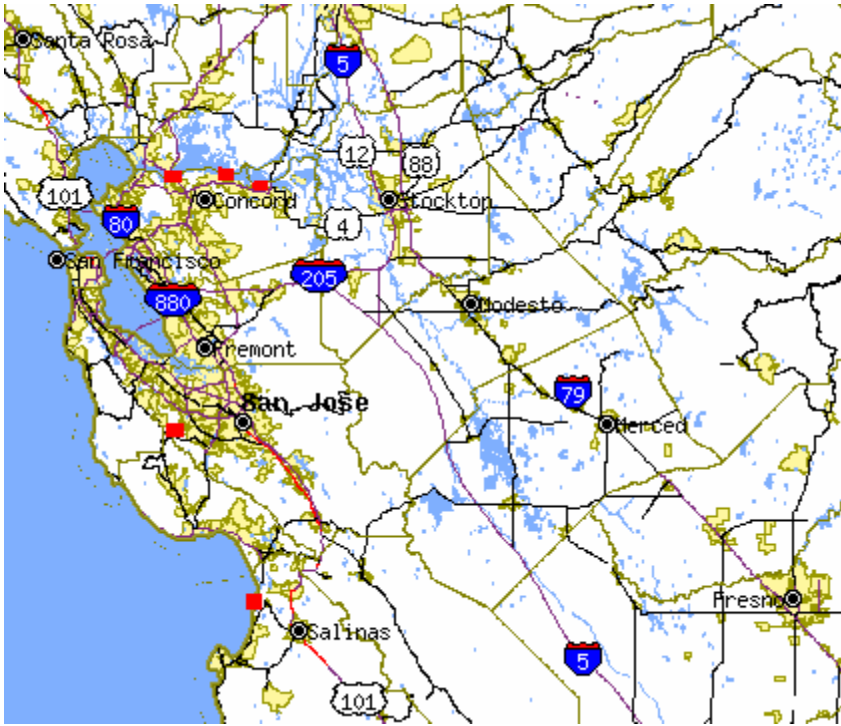 Santa Rosa
5
12
88
101
Concord
Stockton
80
4
San Francisco
205
880
Modesto
Fremont
79
San Jose
Merced
Fresno
Salinas
5
101